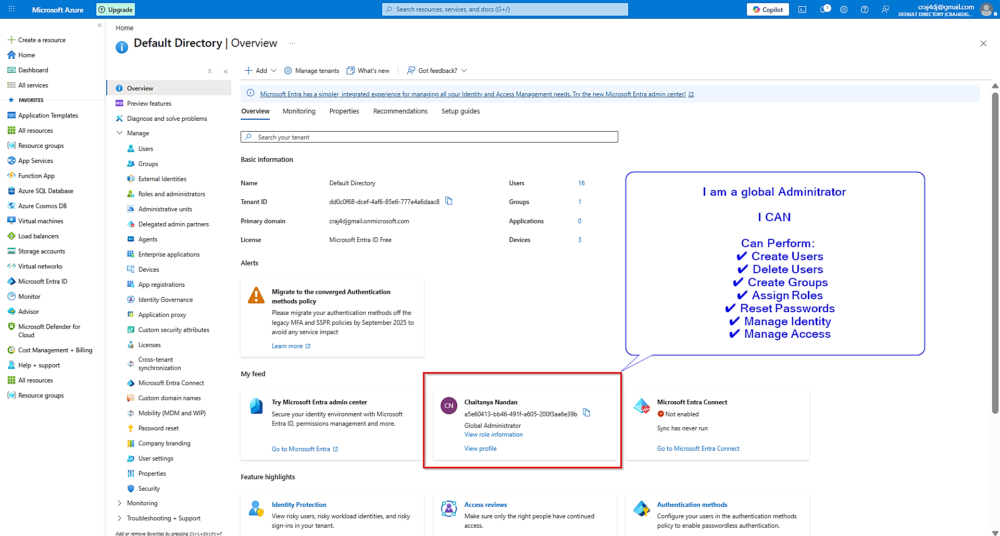 Microsoft Azure
Upgrade
Search resources, services, and docs (G+/)
Copilot
1
craj4dj@gmail.com
DEFAULT DIRECTORY (CRAJ4DJG...
Create a resource
Home
Dashboard
All services
FAVORITES
Application Templates
All resources
Resource groups
App Services
Function App
Azure SQL Database
Azure Cosmos DB
Virtual machines
Load balancers
Storage accounts
Virtual networks
Microsoft Entra ID
Monitor
Advisor
Microsoft Defender for
Cloud
Cost Management + Billing
Help + support
All resources
Resource groups
Home
Default Directory | Overview
...
Overview
Preview features
Diagnose and solve problems
Manage
Users
Groups
External Identities
Roles and administrators
Administrative units
Delegated admin partners
Agents
Enterprise applications
Devices
App registrations
Identity Governance
Application proxy
Custom security attributes
Licenses
Cross-tenant
synchronization
Microsoft Entra Connect
Custom domain names
Mobility (MDM and WIP)
Password reset
Company branding
User settings
Properties
Security
Monitoring
Troubleshooting + Support
Add or remove favorites by pressing Ctrl+Shift+F
Add
Manage tenants
What's new
Got feedback?
Microsoft Entra has a simpler, integrated experience for managing all your Identity and Access Management needs. Try the new Microsoft Entra admin center!
Overview
Monitoring
Properties
Recommendations
Setup guides
Search your tenant
Basic information
Name Default Directory Users 16
Tenant ID dd0c0f68-dcef-4af6-85e6-777e4a6daac8 Groups 1
Primary domain craj4djgmail.onmicrosoft.com Applications 0
License Microsoft Entra ID Free Devices 3
Alerts
Migrate to the converged Authentication
methods policy
Please migrate your authentication methods off the
legacy MFA and SSPR policies by September 2025 to
avoid any service impact
Learn more
I am a global Adminitrator
I CAN
Can Perform:
✔ Create Users
✔ Delete Users
✔ Create Groups
✔ Assign Roles
✔ Reset Passwords
✔ Manage Identity
✔ Manage Access
My feed
Try Microsoft Entra admin center
Secure your identity environment with Microsoft
Entra ID, permissions management and more.
Go to Microsoft Entra
CN
Chaitanya Nandan
a5e60413-bb46-491f-a605-200f3aa6e39b
Global Administrator
View role information
View profile
Microsoft Entra Connect
Not enabled
Sync has never run
Go to Microsoft Entra Connect
Feature highlights
Identity Protection
View risky users, risky workload identities, and risky
sign-ins in your tenant.
Access reviews
Make sure only the right people have continued
access.
Authentication methods
Configure your users in the authentication methods
policy to enable passwordless authentication.